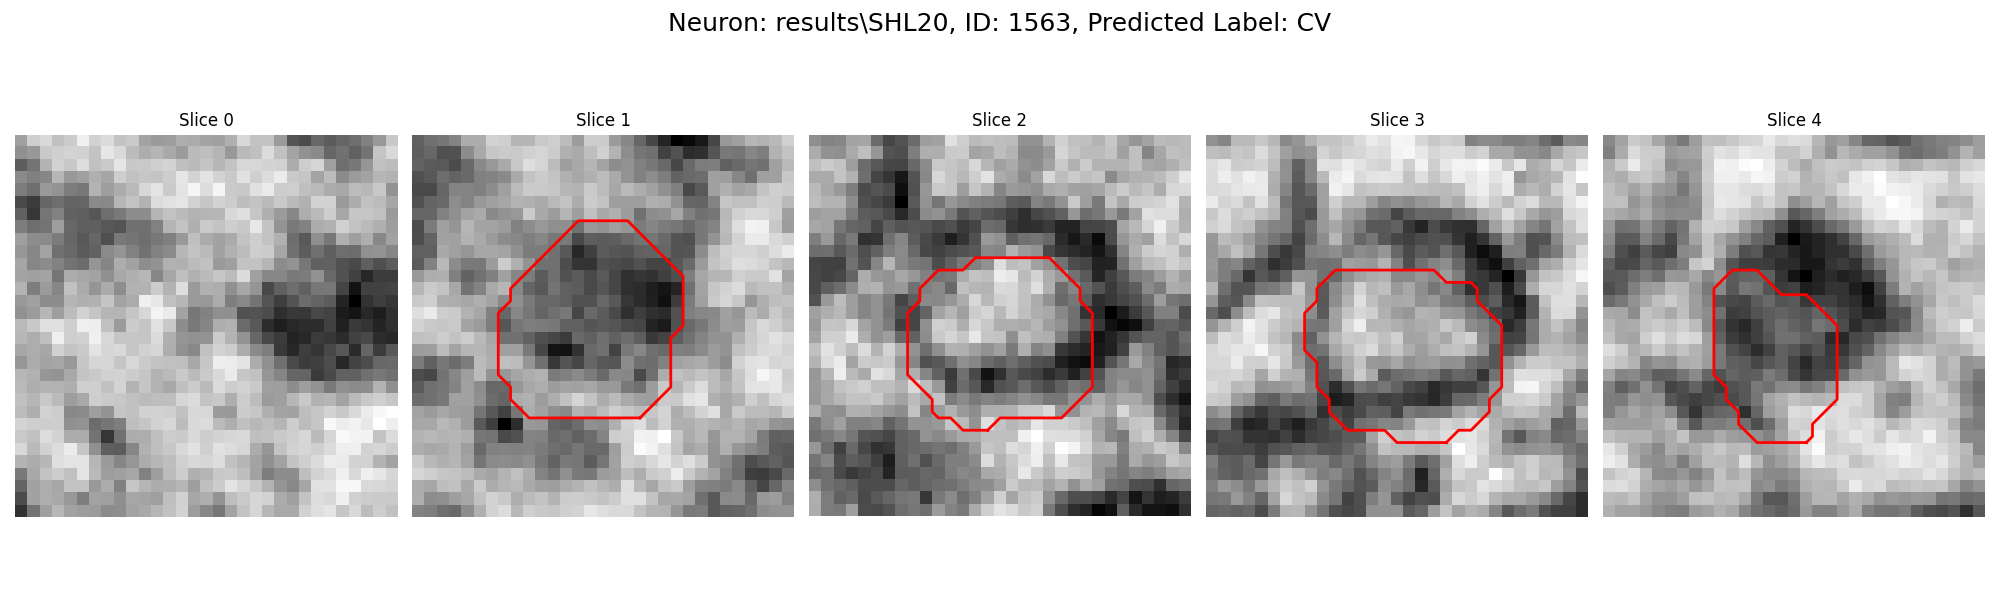 Neuron: results\SHL20, ID: 1563, Predicted Label: CV
Slice 0
Slice 1
Slice 2
Slice 3
Slice 4